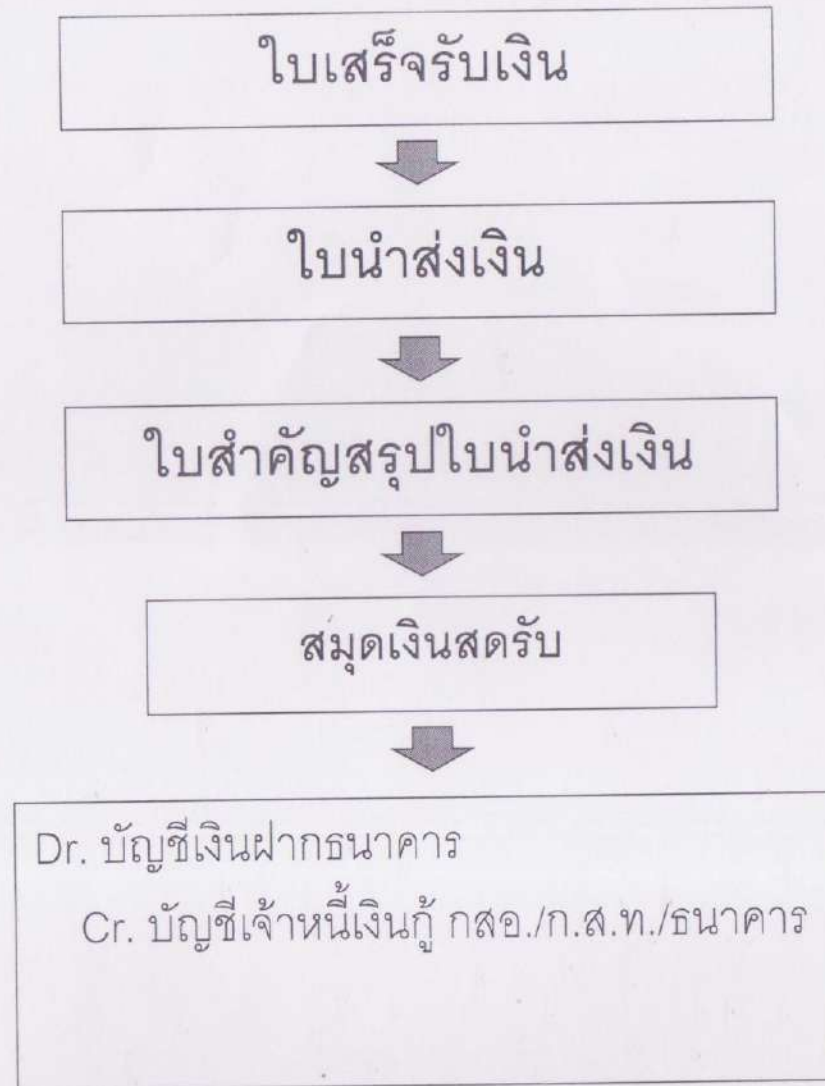 ใบเสร็จรับเงิน
ใบนำส่งเงิน
ใบสำคัญสรุปใบนำส่งเงิน
สมุดเงินสดรับ
Dr. บัญชีเงินฝากธนาคาร
Cr. บัญชีเจ้าหนี้เงินกู้ กสอ./ก.ส.ท./ธนาคาร